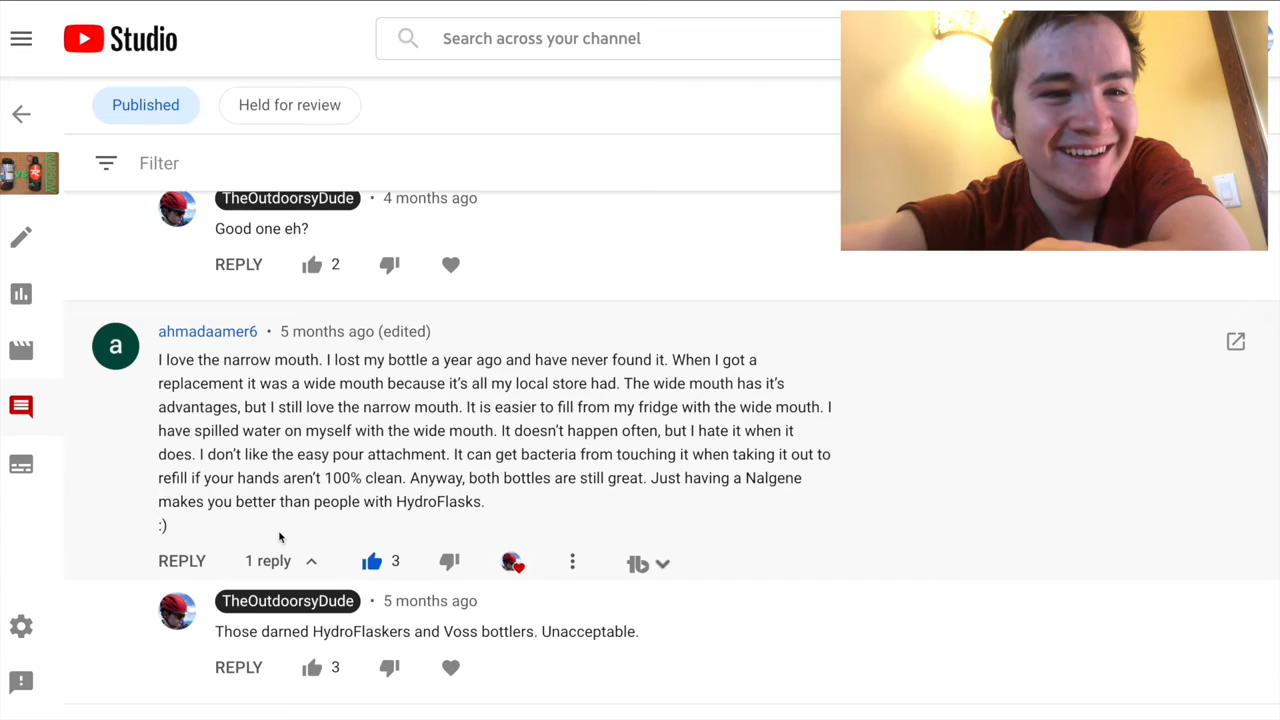 Studio
Search across your channel
Published
Held for review
Filter
TheOutdoorsyDude • 4 months ago
Good one eh?
REPLY 2
a
ahmadaamer6 • 5 months ago (edited)
I love the narrow mouth. I lost my bottle a year ago and have never found it. When I got a
replacement it was a wide mouth because it’s all my local store had. The wide mouth has it’s
advantages, but I still love the narrow mouth. It is easier to fill from my fridge with the wide mouth. I
have spilled water on myself with the wide mouth. It doesn’t happen often, but I hate it when it
does. I don’t like the easy pour attachment. It can get bacteria from touching it when taking it out to
refill if your hands aren’t 100% clean. Anyway, both bottles are still great. Just having a Nalgene
makes you better than people with HydroFlasks.
:)
REPLY 1 reply 3
TheOutdoorsyDude • 5 months ago
Those darned HydroFlaskers and Voss bottlers. Unacceptable.
REPLY 3